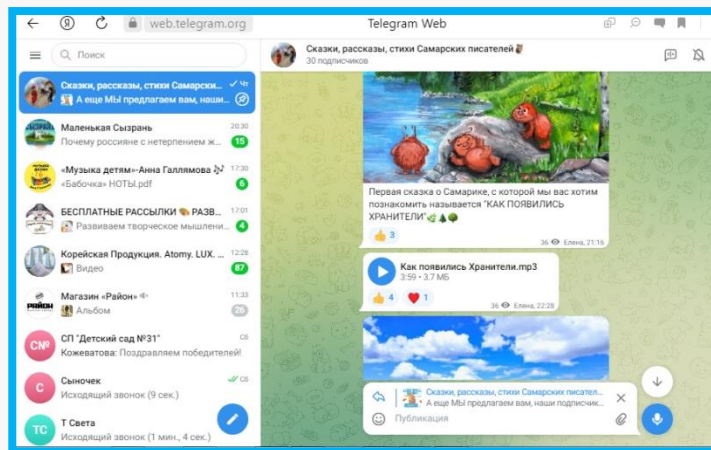 web.telegram.org
Telegram Web
Поиск
Сказки, рассказы, стихи Самарски... Чт
А еще МЫ предлагаем вам, наши...
Маленькая Сызрань 20:30
Почему россияне с нетерпением ж... 15
«Музыка детям»-Анна Галлямова 17:30
«Бабочка» НОТЫ.pdf 6
БЕСПЛАТНЫЕ РАССЫЛКИ РАЗВ... 17:01
Развиваем творческое мышлени... 4
Корейская Продукция. Atomy. LUX. ... 12:28
Видео 87
Магазин «Район» 11:33
Альбом 26
РАЙОН
СП "Детский сад №31" Сб
Кожеватова: Поздравляем победителей!
CN№
Сыночек Сб
Исходящий звонок (9 сек.)
С
Т Света
Исходящий звонок (1 мин., 4 сек.)
ТС
Сказки, рассказы, стихи Самарских писателей
30 подписчиков
Первая сказка о Самарике, с которой мы вас хотим
познакомить называется "КАК ПОЯВИЛИСЬ
ХРАНИТЕЛИ"
3
36 Елена, 21:16
Как появились Хранители.mp3
3:59 • 3.7 МБ
4 1
36 Елена, 22:28
Сказки, рассказы, стихи Самарских писател...
А еще МЫ предлагаем вам, наши подписчик...
Публикация